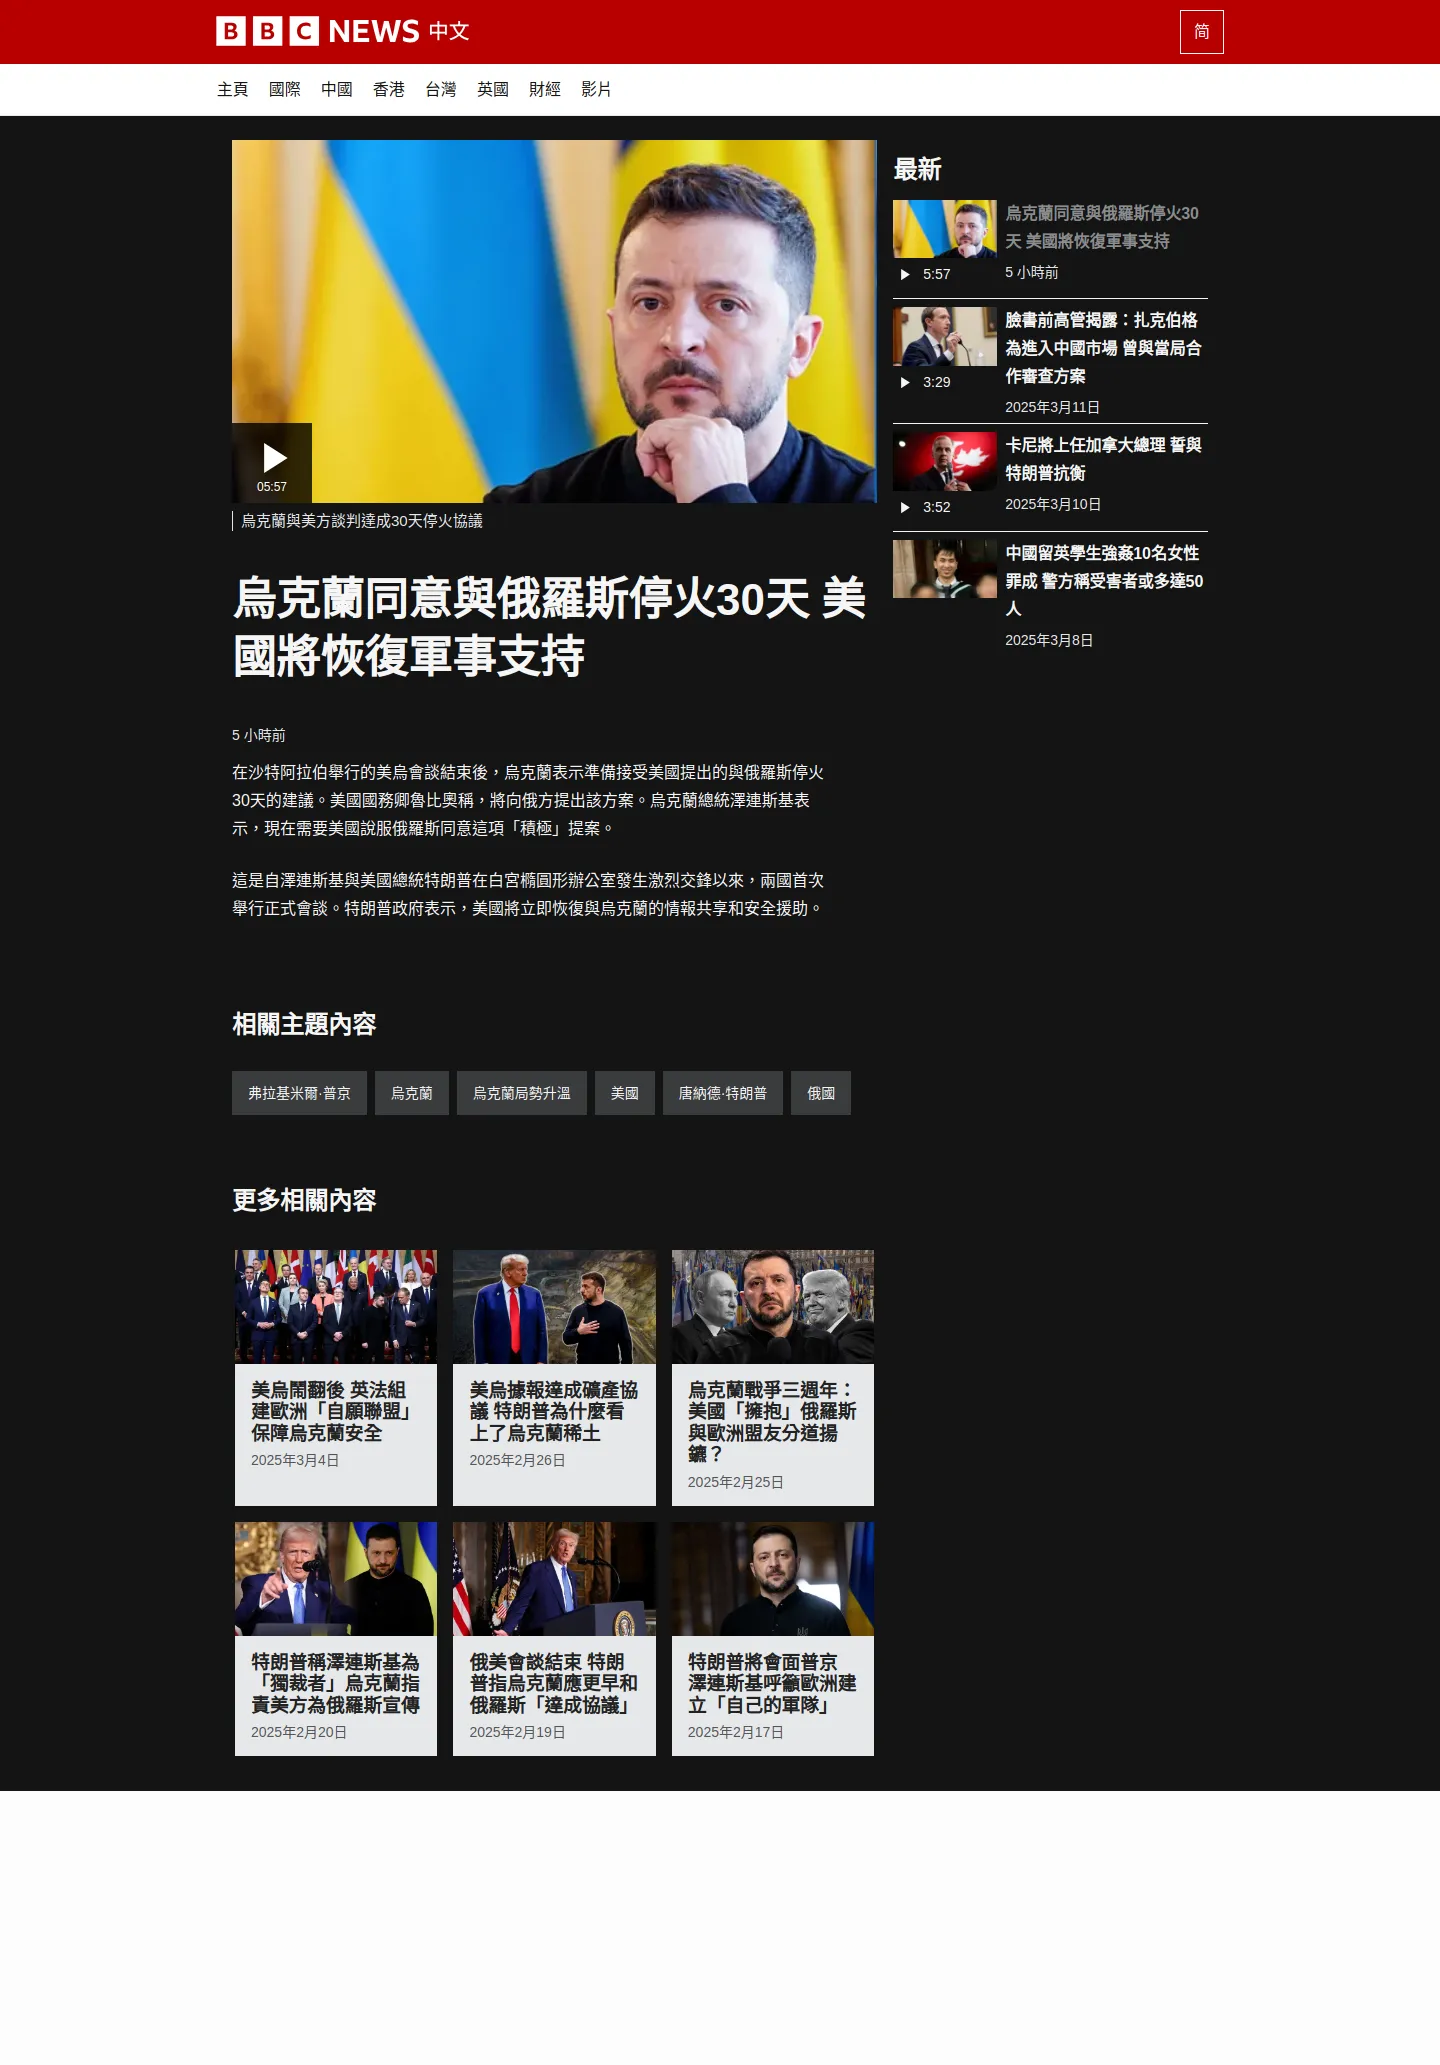 BBC NEWS 中文
简
主頁 國際 中國 香港 台灣 英國 財經 影片
05:57
烏克蘭與美方談判達成30天停火協議
烏克蘭同意與俄羅斯停火30天 美
國將恢復軍事支持
5 小時前
在沙特阿拉伯舉行的美烏會談結束後，烏克蘭表示準備接受美國提出的與俄羅斯停火
30天的建議。美國國務卿魯比奧稱，將向俄方提出該方案。烏克蘭總統澤連斯基表
示，現在需要美國說服俄羅斯同意這項「積極」提案。
這是自澤連斯基與美國總統特朗普在白宮橢圓形辦公室發生激烈交鋒以來，兩國首次
舉行正式會談。特朗普政府表示，美國將立即恢復與烏克蘭的情報共享和安全援助。
最新
烏克蘭同意與俄羅斯停火30
天 美國將恢復軍事支持
5:57
5 小時前
臉書前高管揭露：扎克伯格
為進入中國市場 曾與當局合
作審查方案
3:29
2025年3月11日
卡尼將上任加拿大總理 誓與
特朗普抗衡
3:52
2025年3月10日
中國留英學生強姦10名女性
罪成 警方稱受害者或多達50
人
2025年3月8日
相關主題內容
弗拉基米爾·普京 烏克蘭 烏克蘭局勢升溫 美國 唐納德·特朗普 俄國
更多相關內容
美烏鬧翻後 英法組
建歐洲「自願聯盟」
保障烏克蘭安全
2025年3月4日
美烏據報達成礦產協
議 特朗普為什麼看
上了烏克蘭稀土
2025年2月26日
烏克蘭戰爭三週年：
美國「擁抱」俄羅斯
與歐洲盟友分道揚
鑣？
2025年2月25日
特朗普稱澤連斯基為
「獨裁者」烏克蘭指
責美方為俄羅斯宣傳
2025年2月20日
俄美會談結束 特朗
普指烏克蘭應更早和
俄羅斯「達成協議」
2025年2月19日
特朗普將會面普京
澤連斯基呼籲歐洲建
立「自己的軍隊」
2025年2月17日